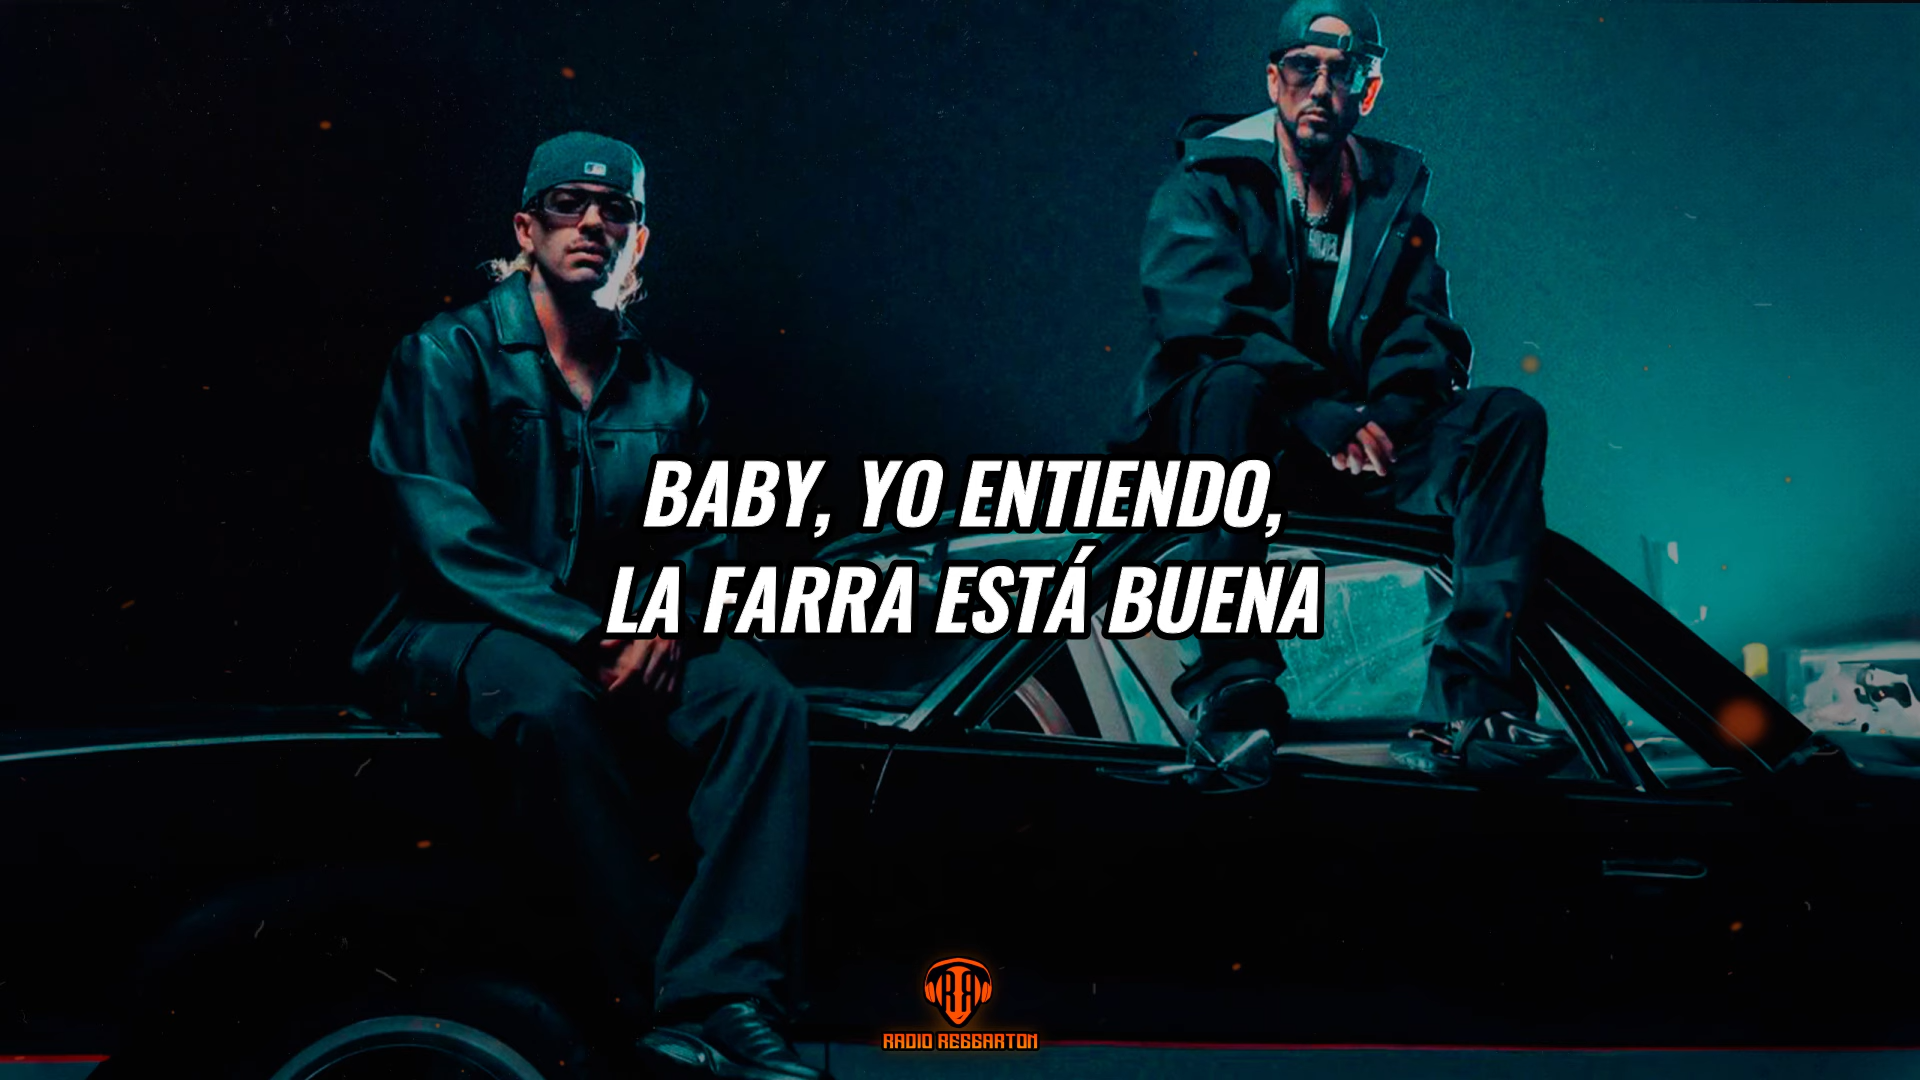 BABY, YO ENTIENDO,
LA FARRA ESTÁ BUENA
RADIO REGGAETON